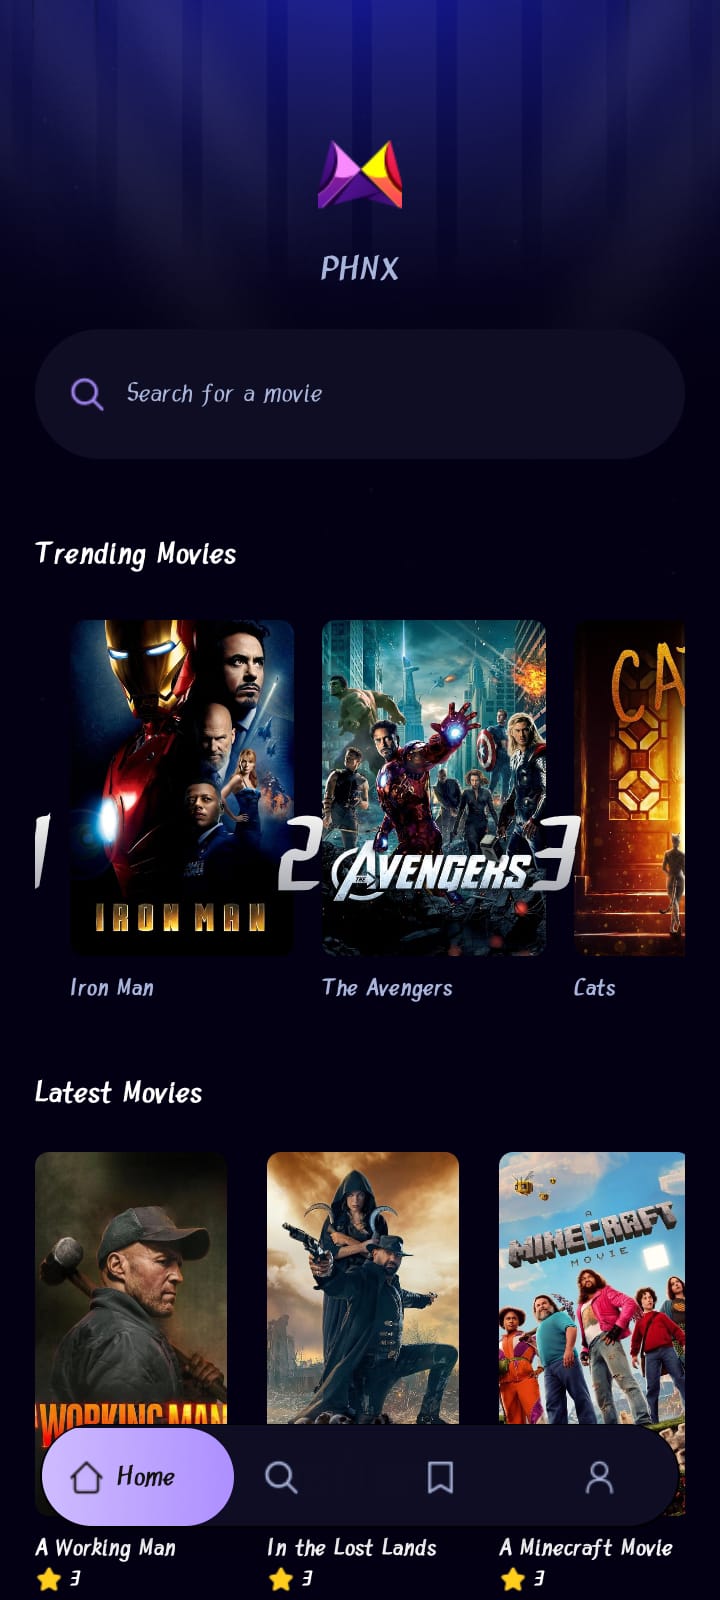 PHNX
Search for a movie
Trending Movies
CA
1 2 3
THE AVENGERS
IRON MAN
Iron Man The Avengers Cats
Latest Movies
A
MINECRAFT
MOVIE
WORKING MAN
Home
A Working Man In the Lost Lands A Minecraft Movie
3 3 3